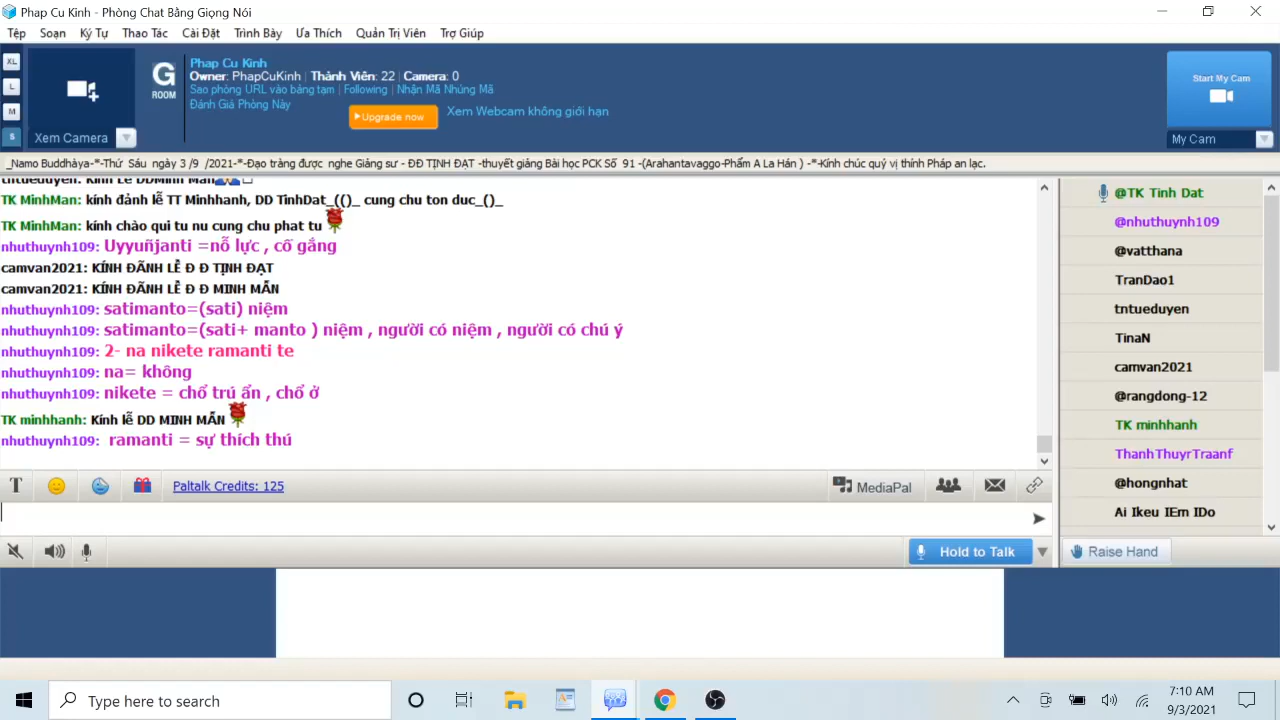 Phap Cu Kinh - Phòng Chat Bằng Giọng Nói
Tệp Soạn Ký Tự Thao Tác Cài Đặt Trình Bày Ưa Thích Quản Trị Viên Trợ Giúp
XL
L
M
S
Xem Camera
G
ROOM
Phap Cu Kinh
Owner: PhapCuKinh | Thành Viên: 22 | Camera: 0
Sao phòng URL vào bảng tạm | Following | Nhận Mã Nhúng Mã
Đánh Giá Phòng Này
Upgrade now
Xem Webcam không giới hạn
Start My Cam
My Cam
_Namo Buddhàya-*-Thứ Sáu ngày 3 /9 /2021-*-Đạo tràng được nghe Giảng sư - ĐĐ TỊNH ĐẠT -thuyết giảng Bài học PCK Số 91 -(Arahantavaggo-Phẩm A La Hán ) -*-Kính chúc quý vị thính Pháp an lạc.
tntueduyen: Kinh Le DDMinh Man
TK MinhMan: kính đảnh lễ TT Minhhanh, DD TinhDat_(()_ cung chu ton duc_()_
TK MinhMan: kính chào qui tu nu cung chu phat tu
nhuthuynh109: Uyyuñjanti =nỗ lực , cố gắng
camvan2021: KÍNH ĐÃNH LỄ Đ Đ TỊNH ĐẠT
camvan2021: KÍNH ĐÃNH LỄ Đ Đ MINH MẪN
nhuthuynh109: satimanto=(sati) niệm
nhuthuynh109: satimanto=(sati+ manto ) niệm , người có niệm , người có chú ý
nhuthuynh109: 2- na nikete ramanti te
nhuthuynh109: na= không
nhuthuynh109: nikete = chổ trú ẩn , chổ ở
TK minhhanh: Kính lễ DD MINH MẪN
nhuthuynh109: ramanti = sự thích thú
@TK Tinh Dat
@nhuthuynh109
@vatthana
TranDao1
tntueduyen
TinaN
camvan2021
@rangdong-12
TK minhhanh
ThanhThuyrTraanf
@hongnhat
Ai Ikeu IEm IDo
T
Paltalk Credits: 125
MediaPal
Hold to Talk
Raise Hand
Type here to search
7:10 AM
9/3/2021